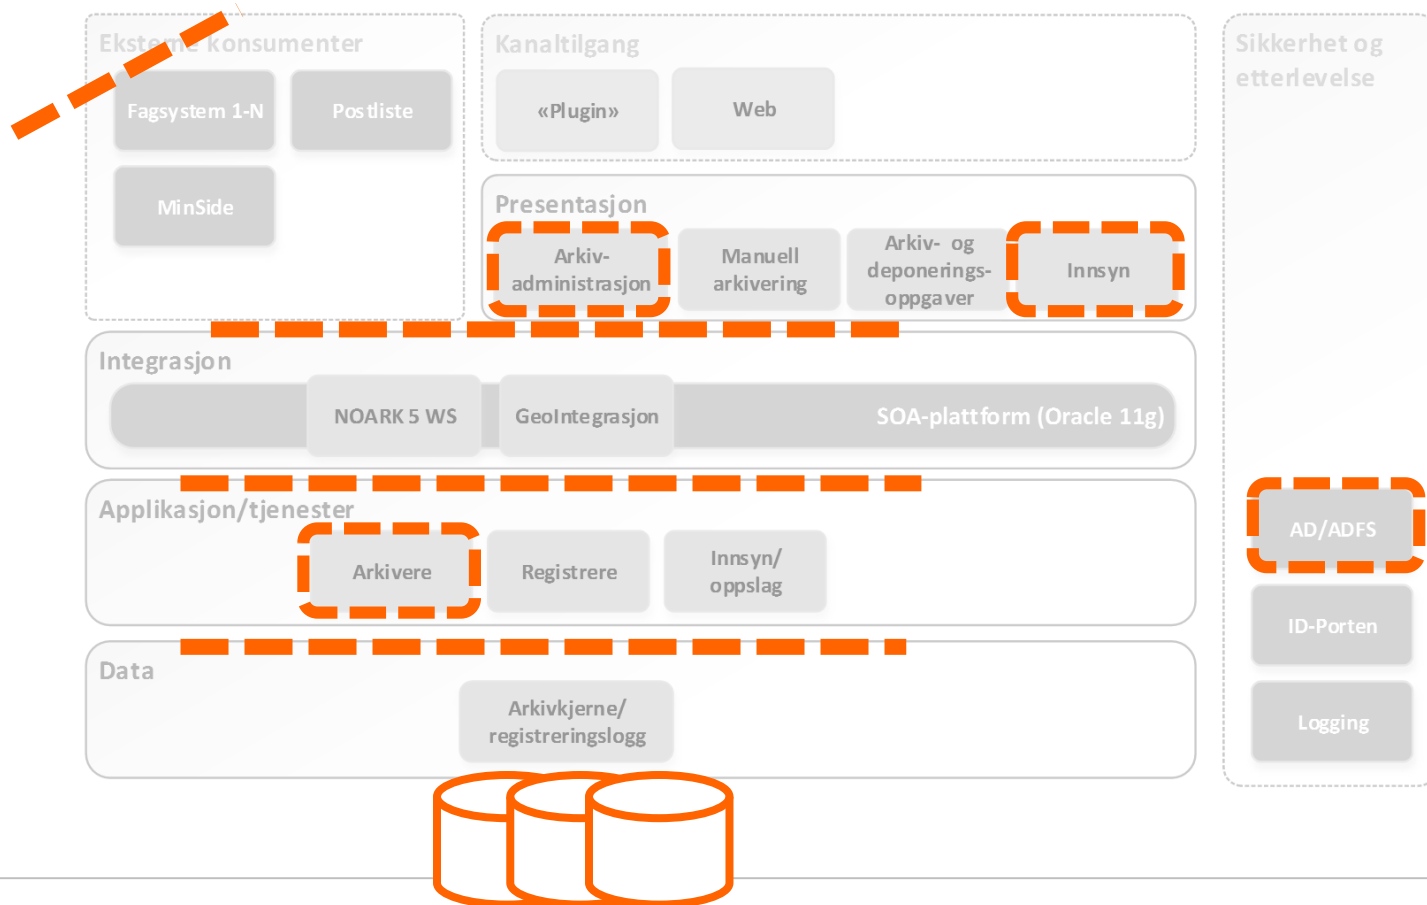 Eksterne konsumenter
Fagsystem 1-N
Postliste
MinSide
Kanaltilgang
«Plugin»
Web
Presentasjon
Arkiv-
administrasjon
Manuell
arkivering
Arkiv- og
deponerings-
oppgaver
Innsyn
Integrasjon
NOARK 5 WS
GeoIntegrasjon
SOA-plattform (Oracle 11g)
Applikasjon/tjenester
Arkivere
Registrere
Innsyn/
oppslag
Data
Arkivkjerne/
registreringslogg
Sikkerhet og
etterlevelse
AD/ADFS
ID-Porten
Logging